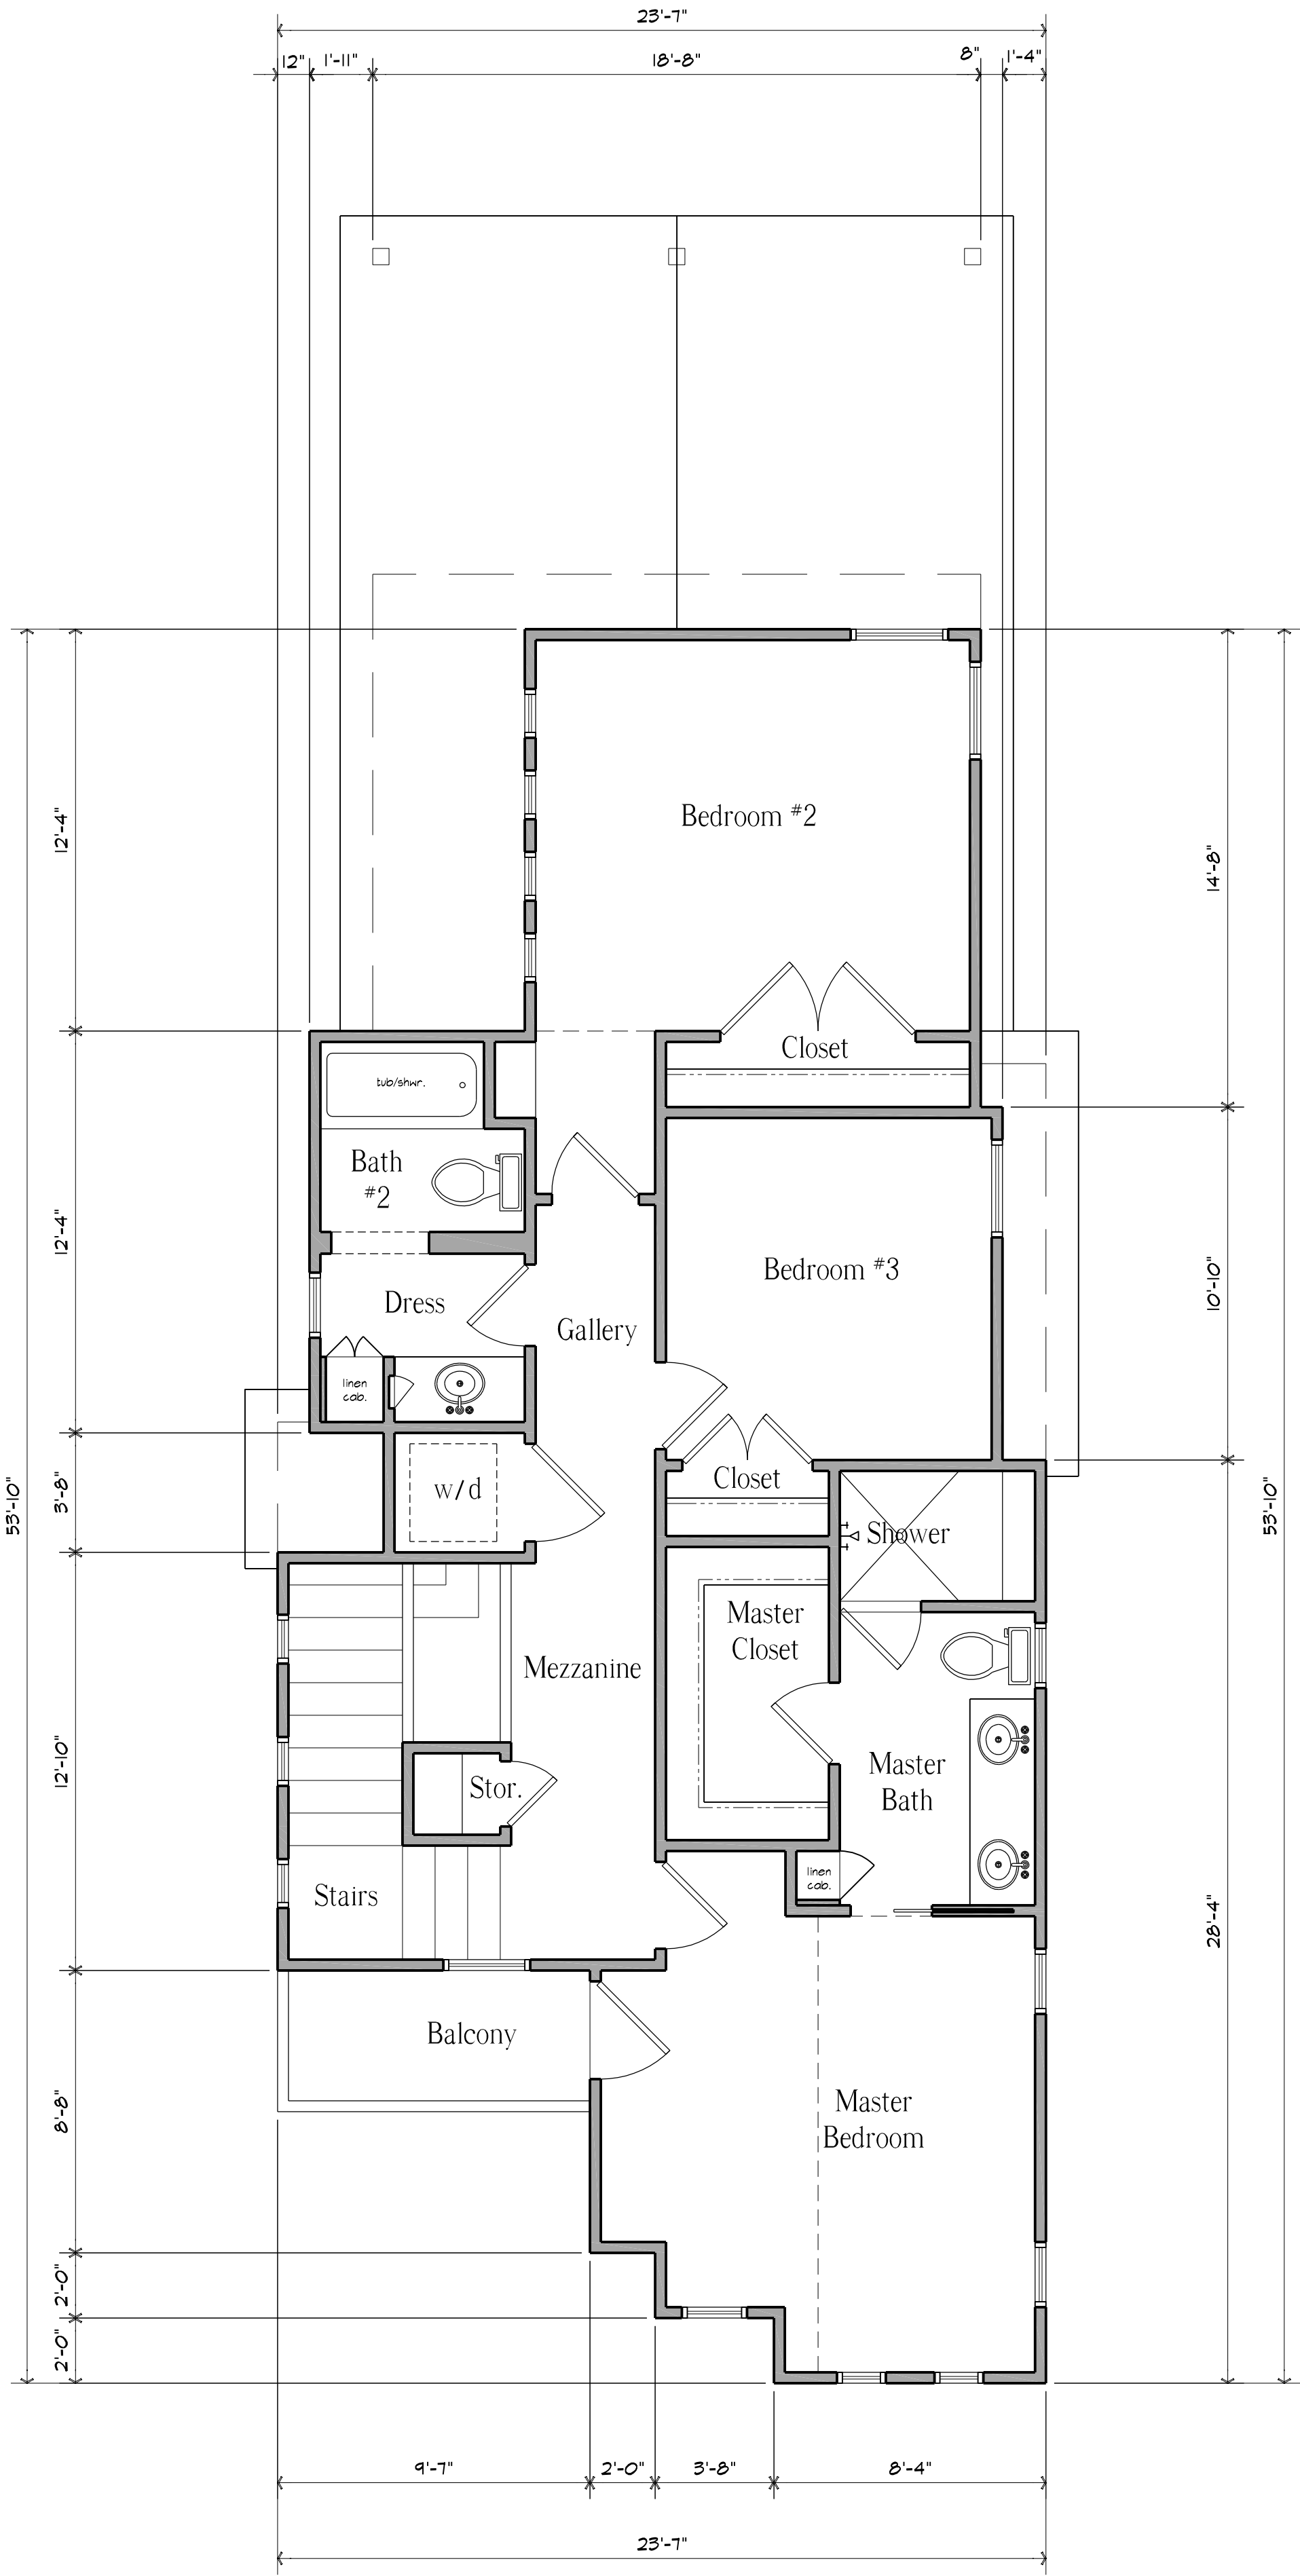 23'-7"
12"
1'-11"
18'-8"
8"
1'-4"
12'-4"
Bedroom #2
14'-8"
Closet
tub/shwr.
Bath
#2
12'-4"
Bedroom #3
10'-10"
Dress
Gallery
linen
cab.
53'-10"
3'-8"
w/d
Closet
53'-10"
Shower
Master
Closet
Mezzanine
12'-10"
Stor.
Master
Bath
linen
cab.
Stairs
28'-4"
Balcony
8'-8"
Master
Bedroom
2'-0"
2'-0"
9'-7"
2'-0"
3'-8"
8'-4"
23'-7"